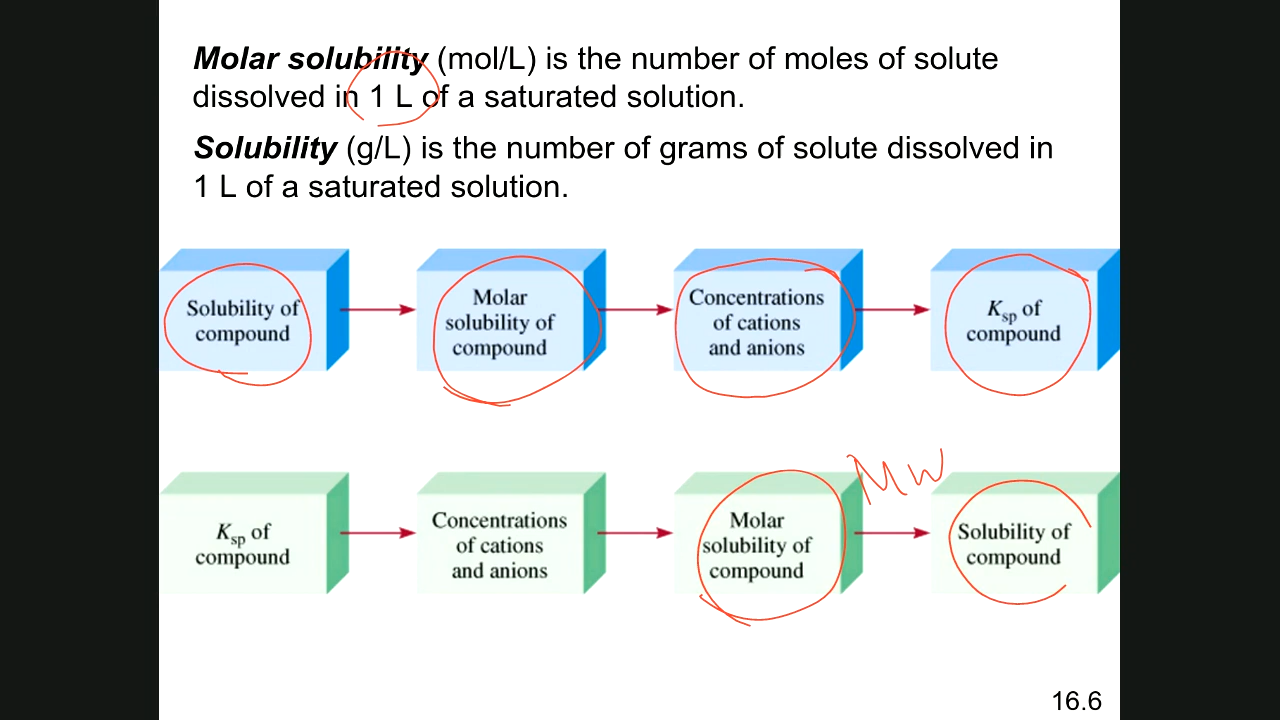 Molar solubility (mol/L) is the number of moles of solute
dissolved in 1 L of a saturated solution.
Solubility (g/L) is the number of grams of solute dissolved in
1 L of a saturated solution.
Solubility of
compound
Molar
solubility of
compound
Concentrations
of cations
and anions
Ksp of
compound
MW
Ksp of
compound
Concentrations
of cations
and anions
Molar
solubility of
compound
Solubility of
compound
16.6